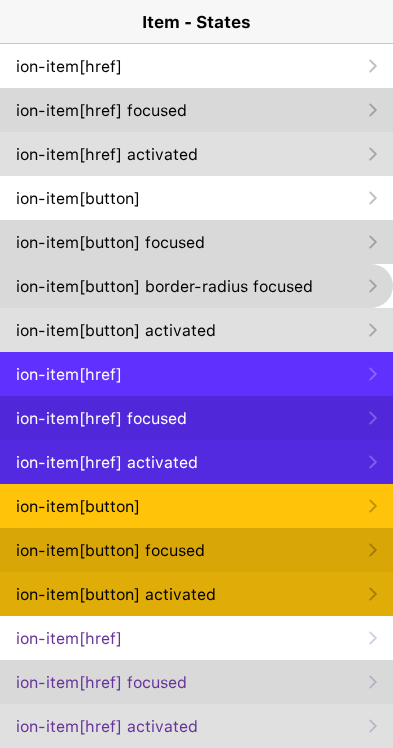 Item - States
ion-item[href]
ion-item[href] focused
ion-item[href] activated
ion-item[button]
ion-item[button] focused
ion-item[button] border-radius focused
ion-item[button] activated
ion-item[href]
ion-item[href] focused
ion-item[href] activated
ion-item[button]
ion-item[button] focused
ion-item[button] activated
ion-item[href]
ion-item[href] focused
ion-item[href] activated